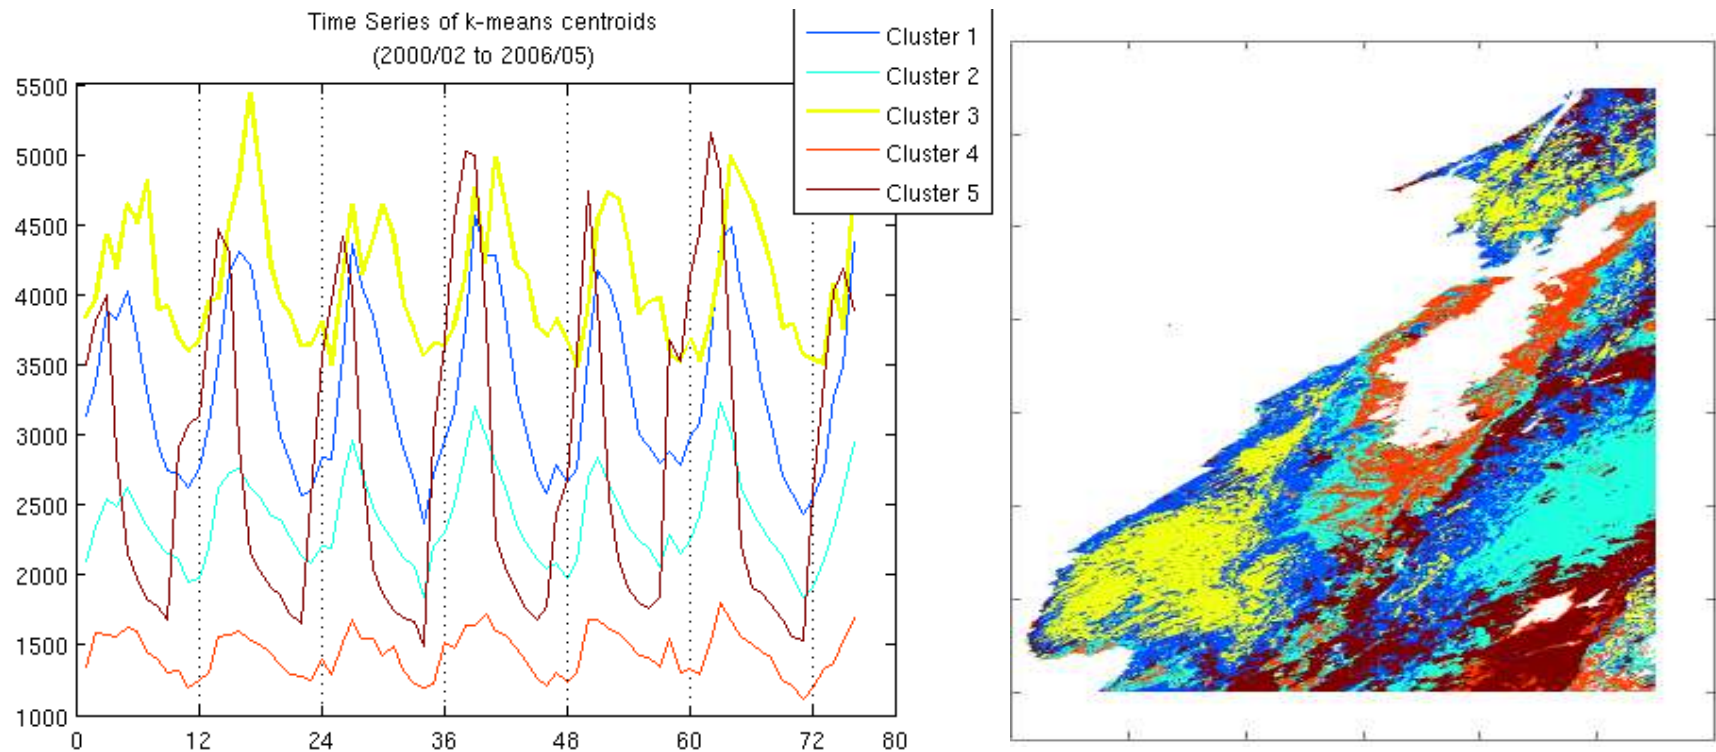 Time Series of k-means centroids
(2000/02 to 2006/05)
Cluster 1
Cluster 2
Cluster 3
Cluster 4
Cluster 5
5500
5000
4500
4000
3500
3000
2500
2000
1500
1000
0 12 24 36 48 60 72 80